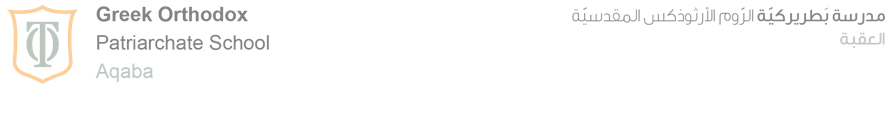 Greek Orthodox
Patriarchate School
Aqaba
مدرسة بَطريركيّة الرّوم الأرثوذكس المقدسيّة
العقبة